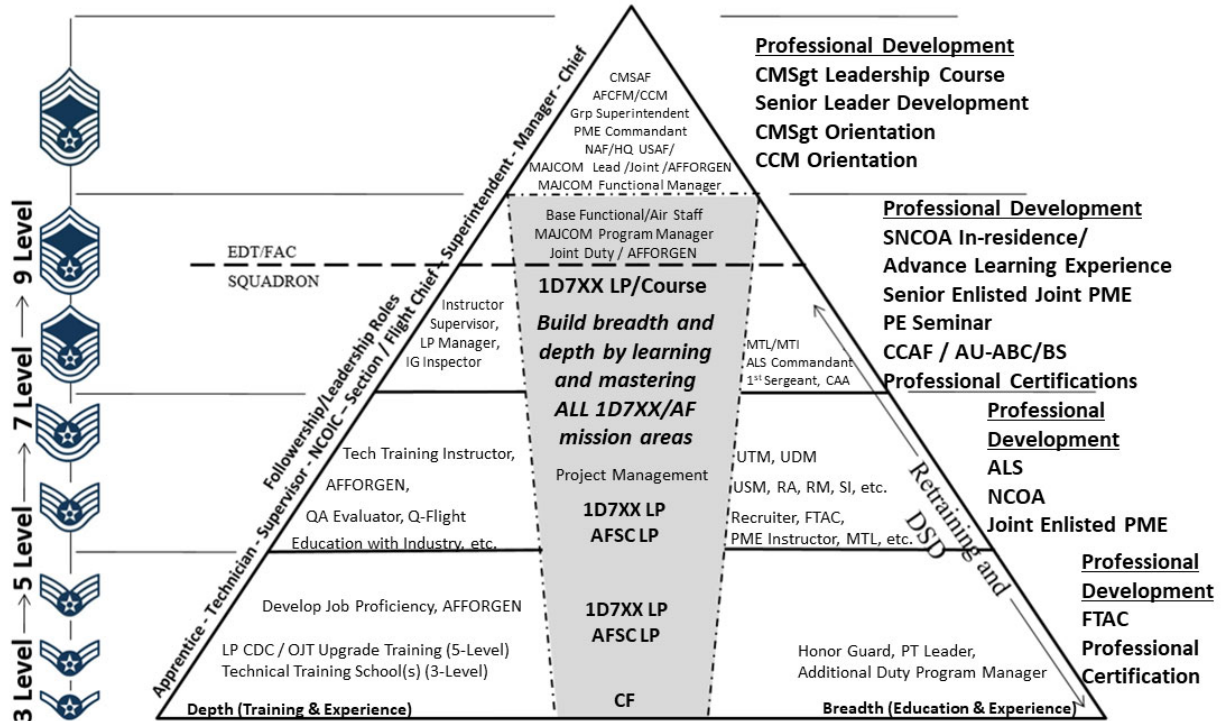 Professional Development
CMSgt Leadership Course
Senior Leader Development
CMSgt Orientation
CCM Orientation
CMSAF
AFCFM/CCM
Grp Superintendent
PME Commandant
NAF/HQ USAF/
MAJCOM Lead /Joint /AFFORGEN
MAJCOM Functional Manager
Base Functional/Air Staff
MAJCOM Program Manager
Joint Duty / AFFORGEN
Professional Development
SNCOA In-residence/
Advance Learning Experience
Senior Enlisted Joint PME
PE Seminar
CCAF / AU-ABC/BS
Professional Certifications
EDT/FAC
SQUADRON
1D7XX LP/Course
Build breadth and
depth by learning
and mastering
ALL 1D7XX/AF
mission areas
Instructor
Supervisor,
LP Manager,
IG Inspector
MTL/MTI
ALS Commandant
1st Sergeant, CAA
Professional
Development
ALS
NCOA
Joint Enlisted PME
Tech Training Instructor,
AFFORGEN,
QA Evaluator, Q-Flight
Education with Industry, etc.
Project Management
1D7XX LP
AFSC LP
UTM, UDM
USM, RA, RM, SI, etc.
Recruiter, FTAC,
PME Instructor, MTL, etc.
Retraining and
DSD
Professional
Development
FTAC
Professional
Certification
Develop Job Proficiency, AFFORGEN
LP CDC / OJT Upgrade Training (5-Level)
Technical Training School(s) (3-Level)
1D7XX LP
AFSC LP
CF
Honor Guard, PT Leader,
Additional Duty Program Manager
Depth (Training & Experience)
Breadth (Education & Experience)
3 Level → 5 Level → 7 Level → 9 Level
Followership/Leadership Roles
Apprentice - Technician - Supervisor - NCOIC – Section / Flight Chief - Superintendent - Manager - Chief